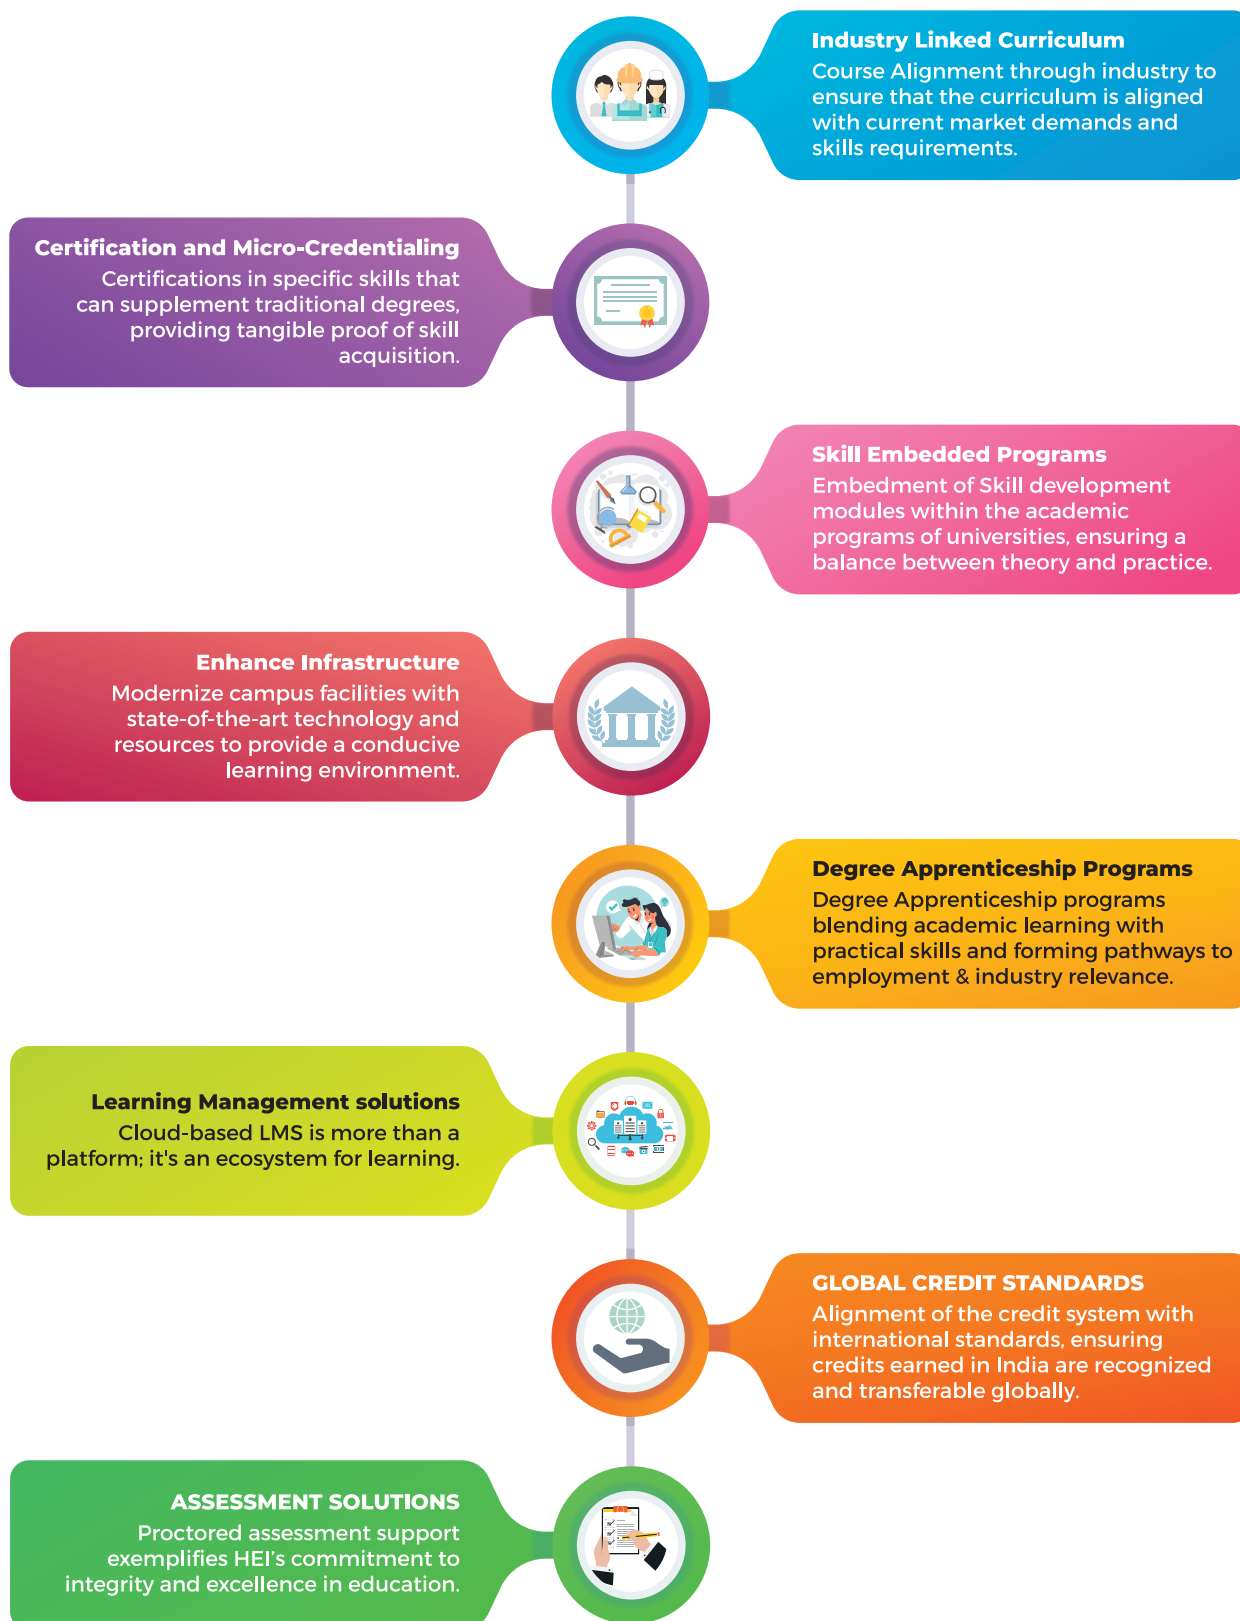 Industry Linked Curriculum
Course Alignment through industry to
ensure that the curriculum is aligned
with current market demands and
skills requirements.
Certification and Micro-Credentialing
Certifications in specific skills that
can supplement traditional degrees,
providing tangible proof of skill
acquisition.
Skill Embedded Programs
Embedment of Skill development
modules within the academic
programs of universities, ensuring a
balance between theory and practice.
Enhance Infrastructure
Modernize campus facilities with
state-of-the-art technology and
resources to provide a conducive
learning environment.
Degree Apprenticeship Programs
Degree Apprenticeship programs
blending academic learning with
practical skills and forming pathways to
employment & industry relevance.
Learning Management solutions
Cloud-based LMS is more than a
platform; it's an ecosystem for learning.
GLOBAL CREDIT STANDARDS
Alignment of the credit system with
international standards, ensuring
credits earned in India are recognized
and transferable globally.
ASSESSMENT SOLUTIONS
Proctored assessment support
exemplifies HEI's commitment to
integrity and excellence in education.